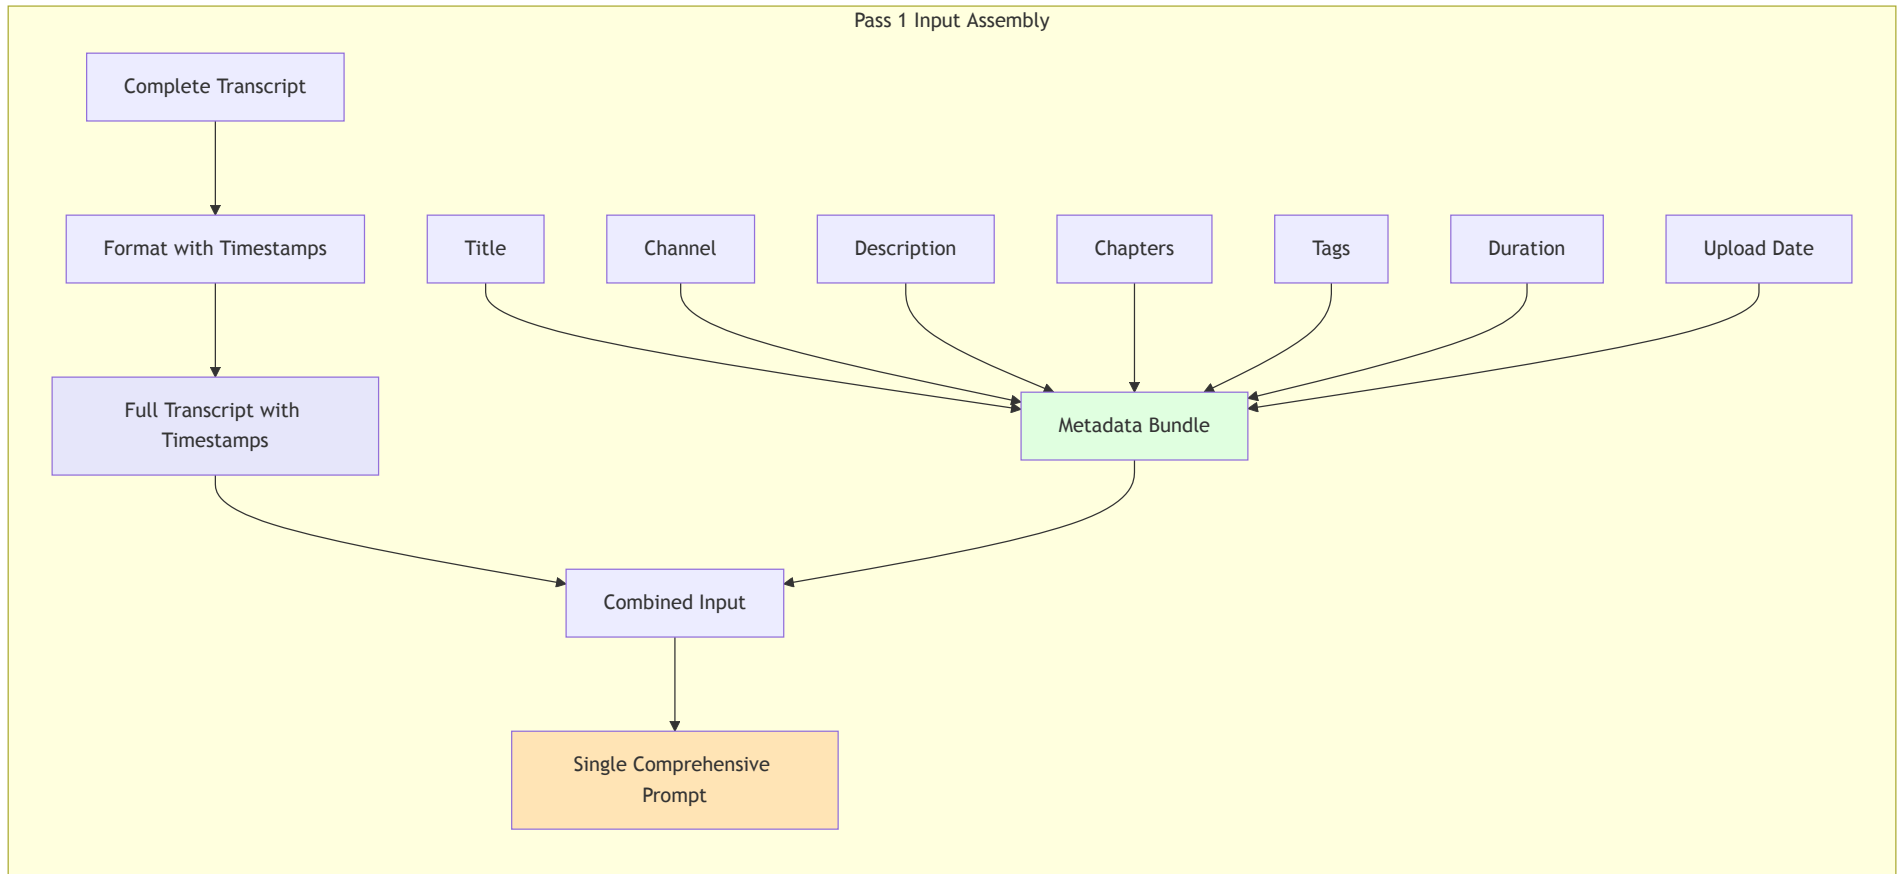 Pass 1 Input Assembly
Complete Transcript
Format with Timestamps
Title
Channel
Description
Chapters
Tags
Duration
Upload Date
Full Transcript with
Timestamps
Metadata Bundle
Combined Input
Single Comprehensive
Prompt